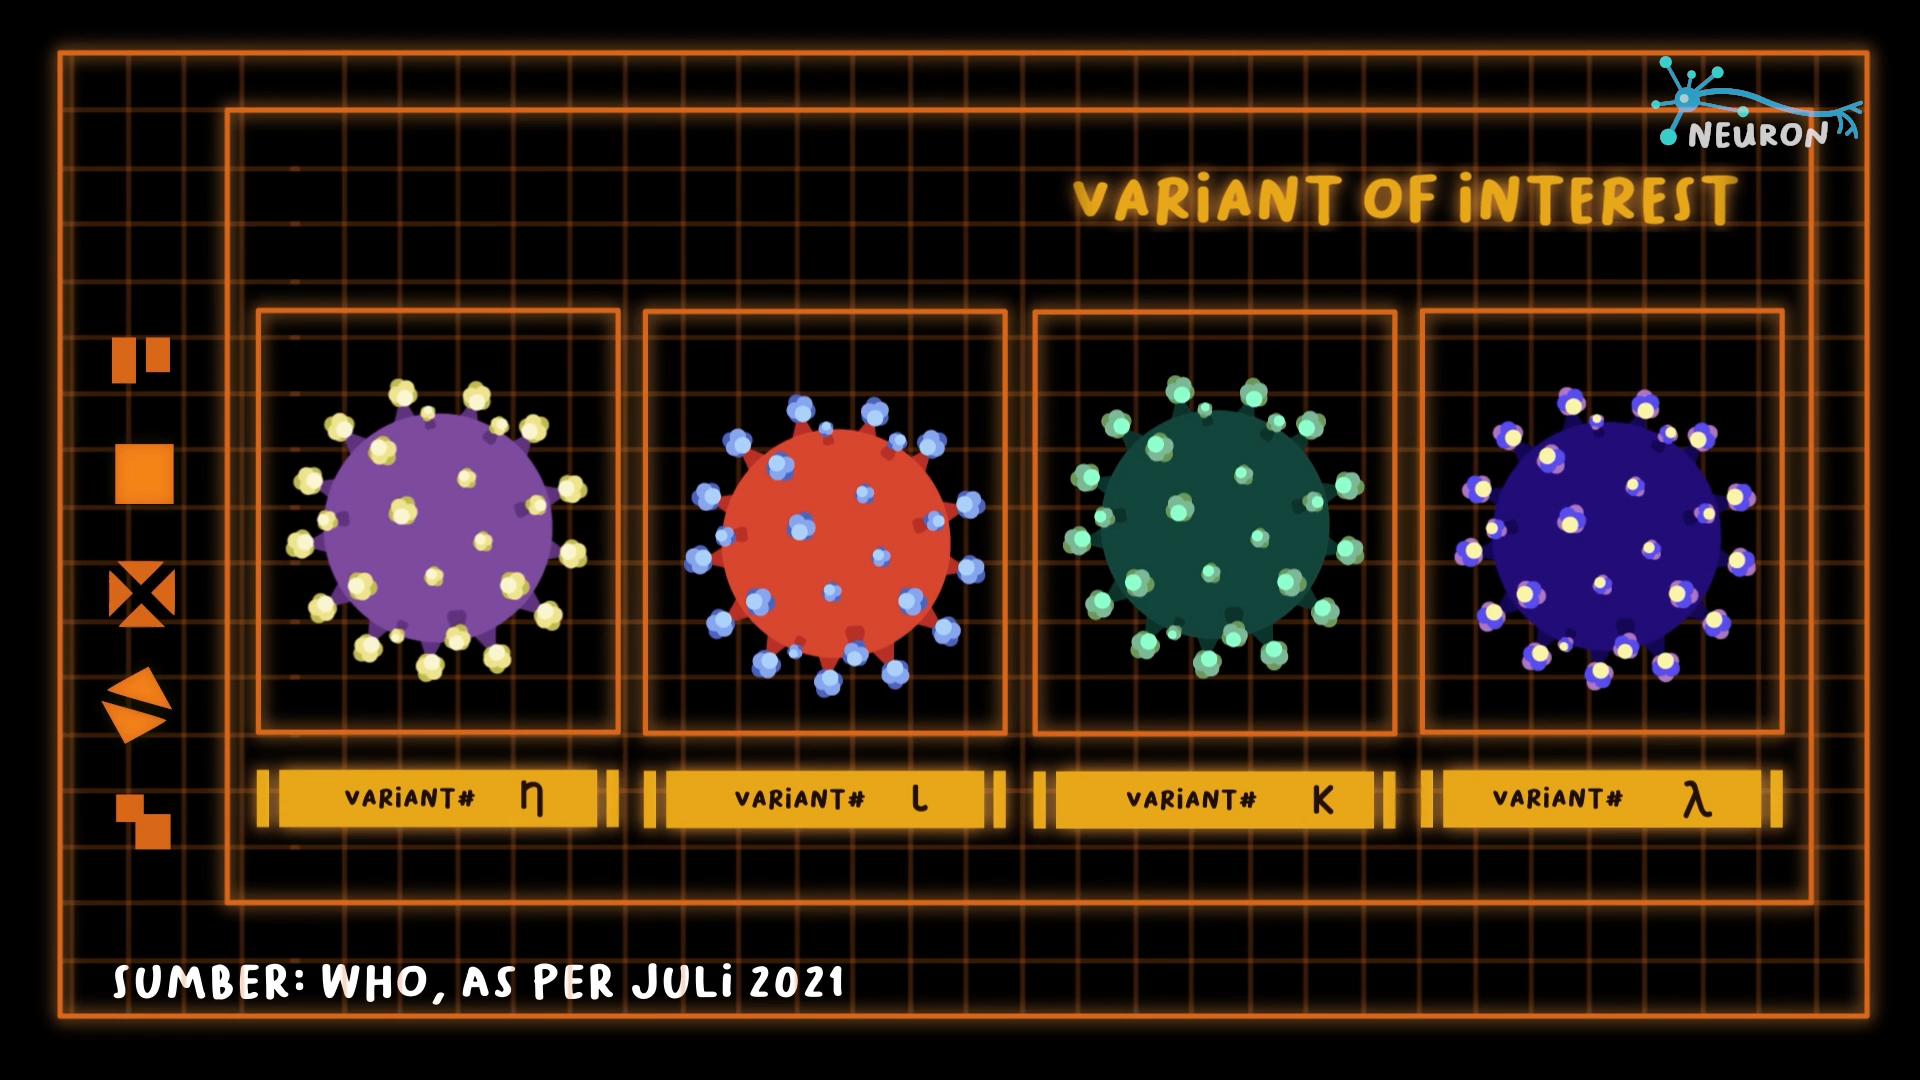 NEURON
VARiANT OF iNTEREST
VARiANT# η
VARiANT# ι
VARiANT# κ
VARiANT# λ
SUMBER: WHO, AS PER JULi 2021